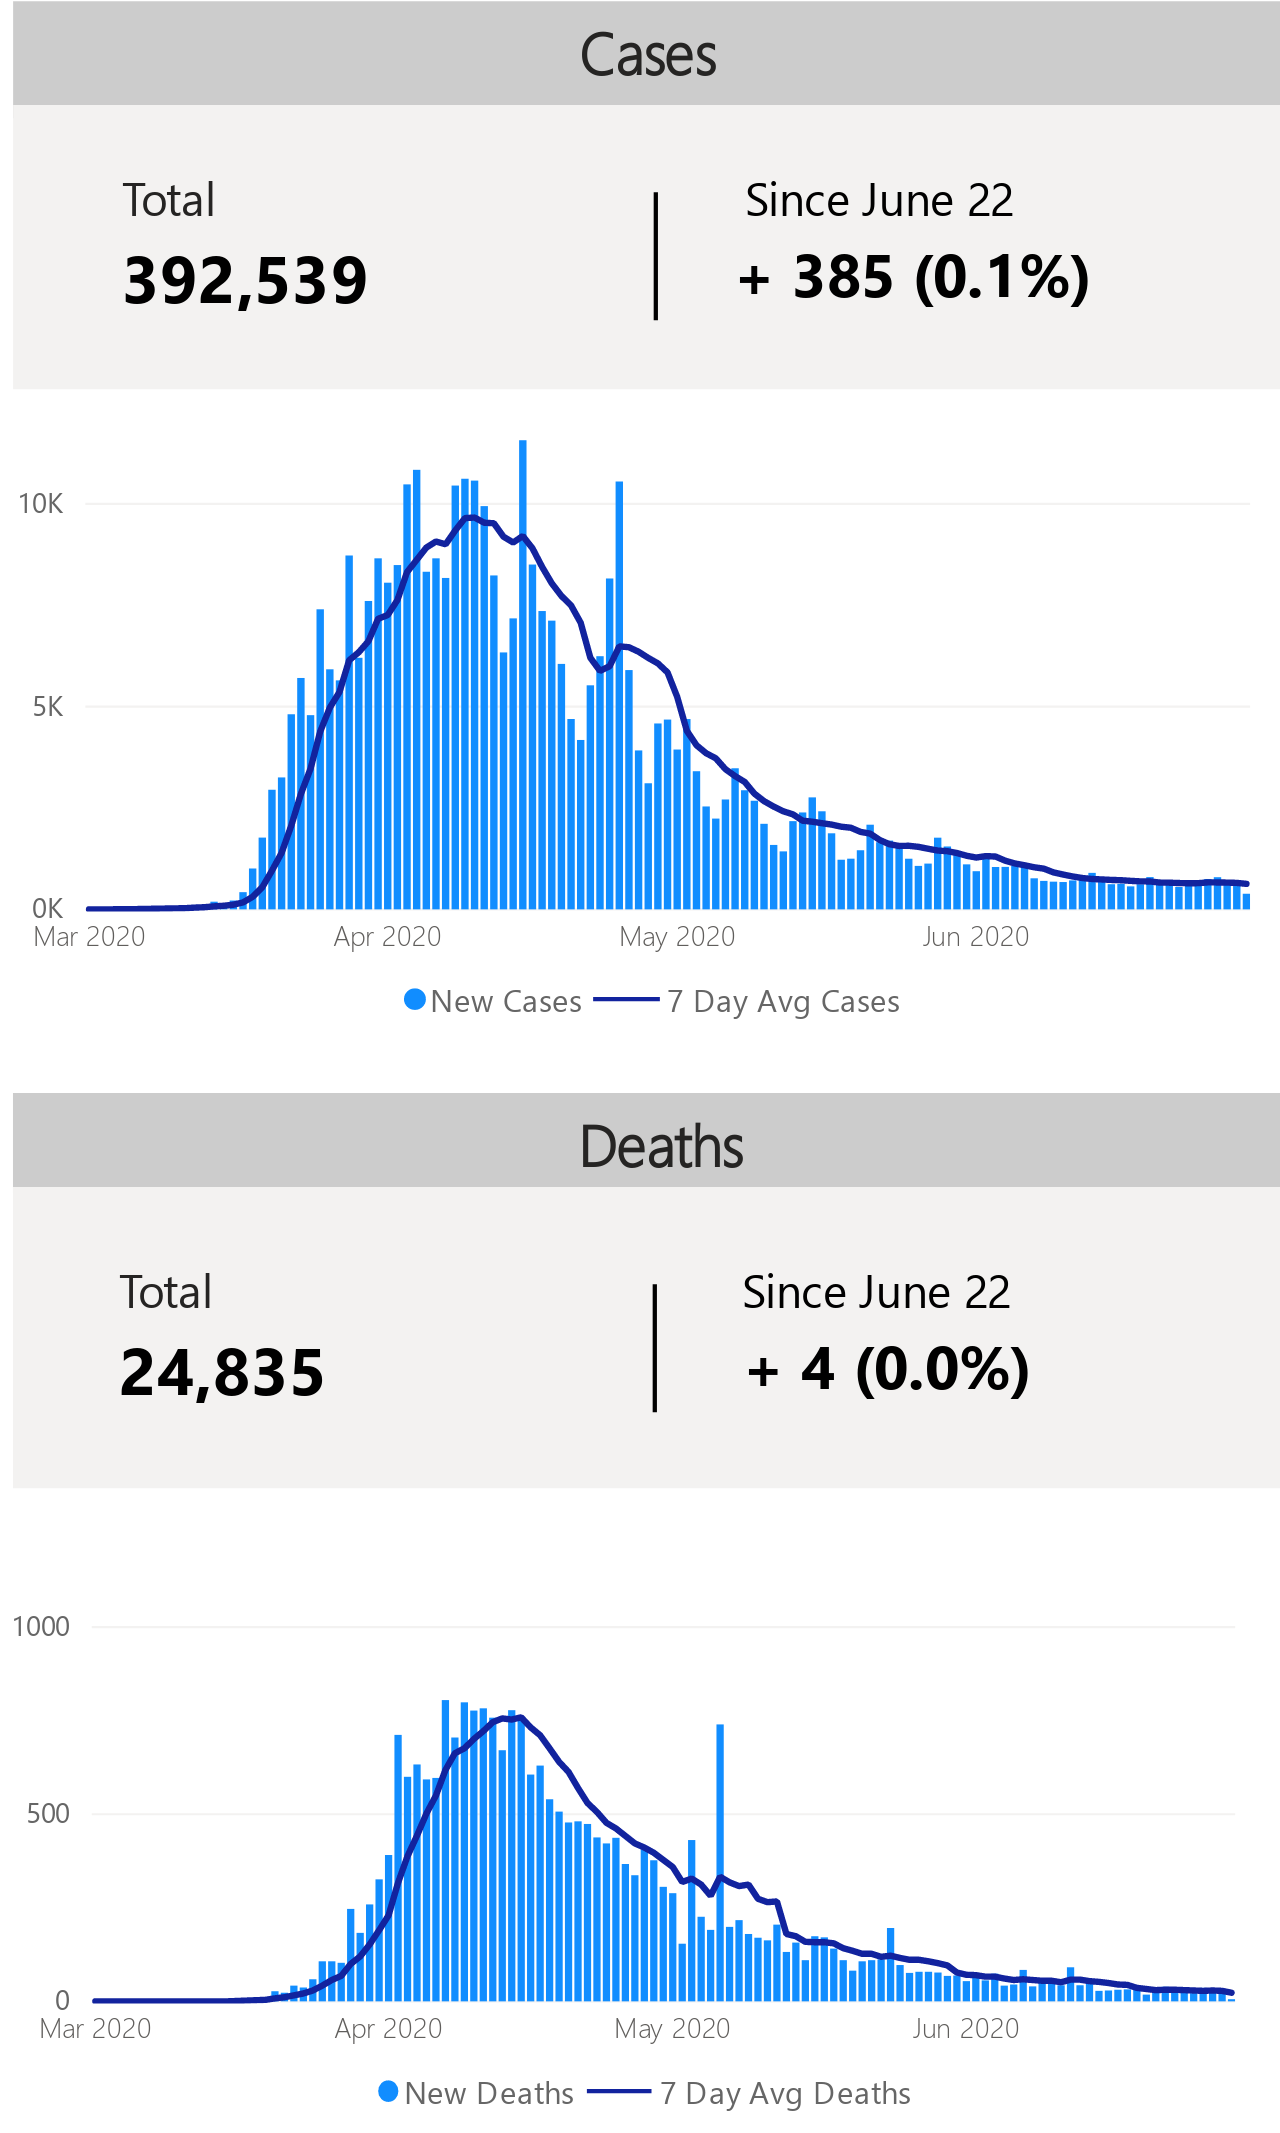 Cases
Total
Since June 22
392,539
+ 385 (0.1%)
10K
5K
0K
Mar 2020
Apr 2020
May 2020
Jun 2020
New Cases
7 Day Avg Cases
Deaths
Total
Since June 22
24,835
+ 4 (0.0%)
1000
500
0
Mar 2020
Apr 2020
May 2020
Jun 2020
New Deaths
7 Day Avg Deaths